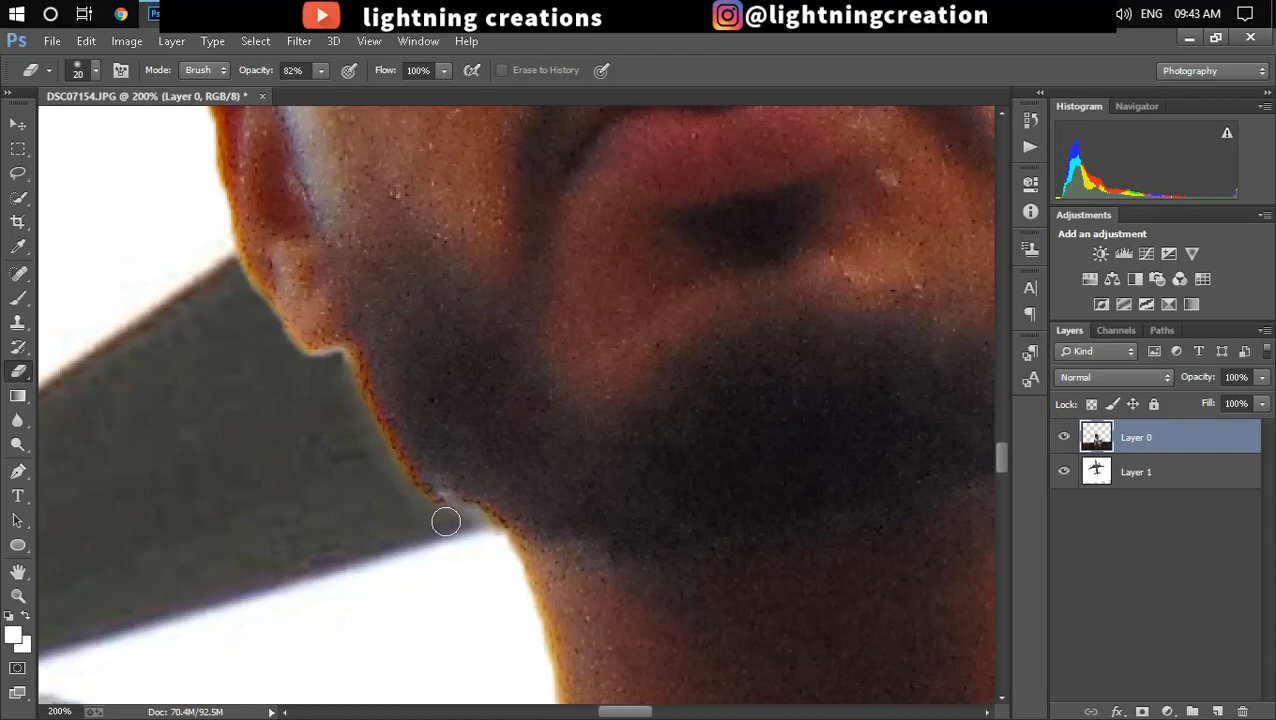 lightning creations
@lightningcreation
ENG 09:43 AM
Ps File Edit Image Layer Type Select Filter 3D View Window Help
20 Mode: Brush Opacity: 82% Flow: 100% Erase to History Photography
DSC07154.JPG @ 200% (Layer 0, RGB/8) *
Histogram Navigator
Adjustments
Add an adjustment
Layers Channels Paths
Kind
Normal Opacity: 100%
Lock: Fill: 100%
Layer 0
Layer 1
200% Doc: 70.4M/92.5M